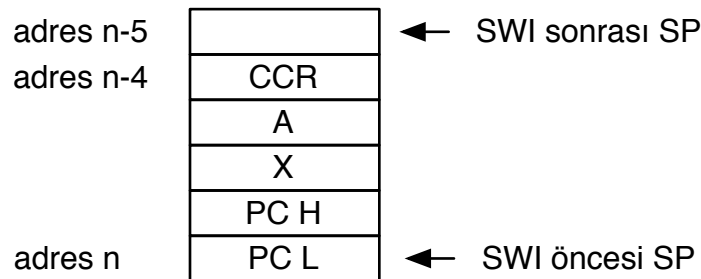 adres n-5 SWI sonrası SP
adres n-4 CCR
A
X
PC H
adres n PC L SWI öncesi SP